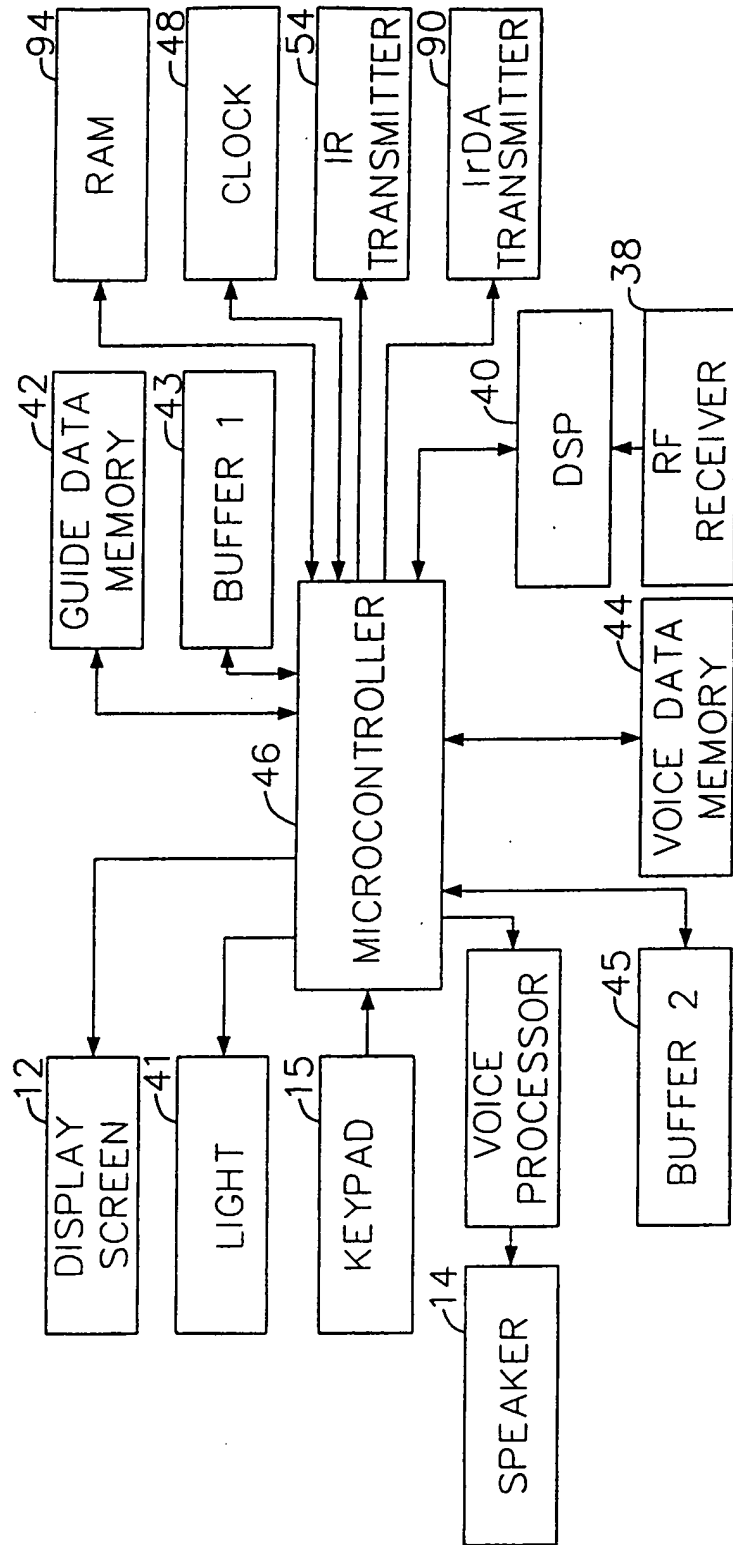 12
DISPLAY
SCREEN
41
LIGHT
15
KEYPAD
14
SPEAKER
VOICE
PROCESSOR
45
BUFFER 2
46
MICROCONTROLLER
42
GUIDE DATA
MEMORY
43
BUFFER 1
44
VOICE DATA
MEMORY
94
RAM
48
CLOCK
54
IR
TRANSMITTER
90
IrDA
TRANSMITTER
40
DSP
38
RF
RECEIVER